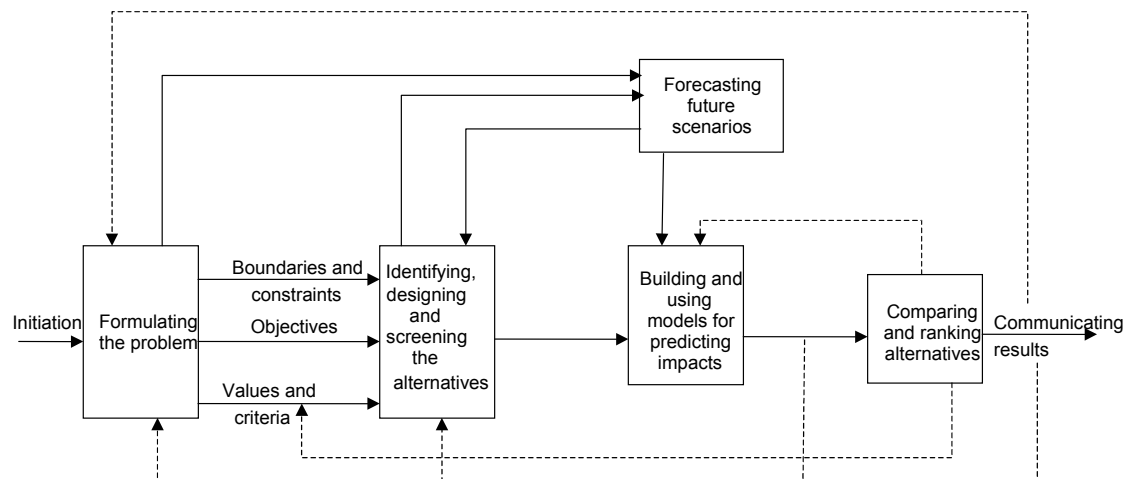 Forecasting
future
scenarios
Initiation
Formulating
the problem
Boundaries and
constraints
Objectives
Values and
criteria
Identifying,
designing
and
screening
the
alternatives
Building and
using
models for
predicting
impacts
Comparing
and ranking
alternatives
Communicating
results